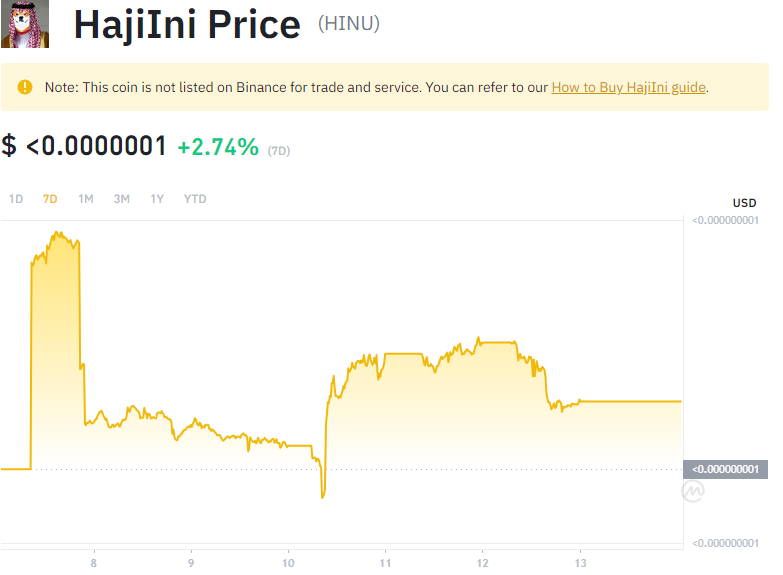 HajiIni Price (HINU)
Note: This coin is not listed on Binance for trade and service. You can refer to our How to Buy HajiIni guide.
$ <0.0000001 +2.74% (7D)
1D 7D 1M 3M 1Y YTD
USD
<0.000000001
<0.000000001
<0.000000001
8 9 10 11 12 13